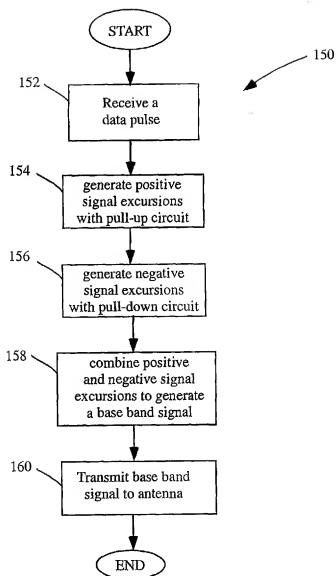 START
150
152
Receive a
data pulse
154
generate positive
signal excursions
with pull-up circuit
156
generate negative
signal excursions
with pull-down circuit
158
combine positive
and negative signal
excursions to generate
a base band signal
160
Transmit base band
signal to antenna
END